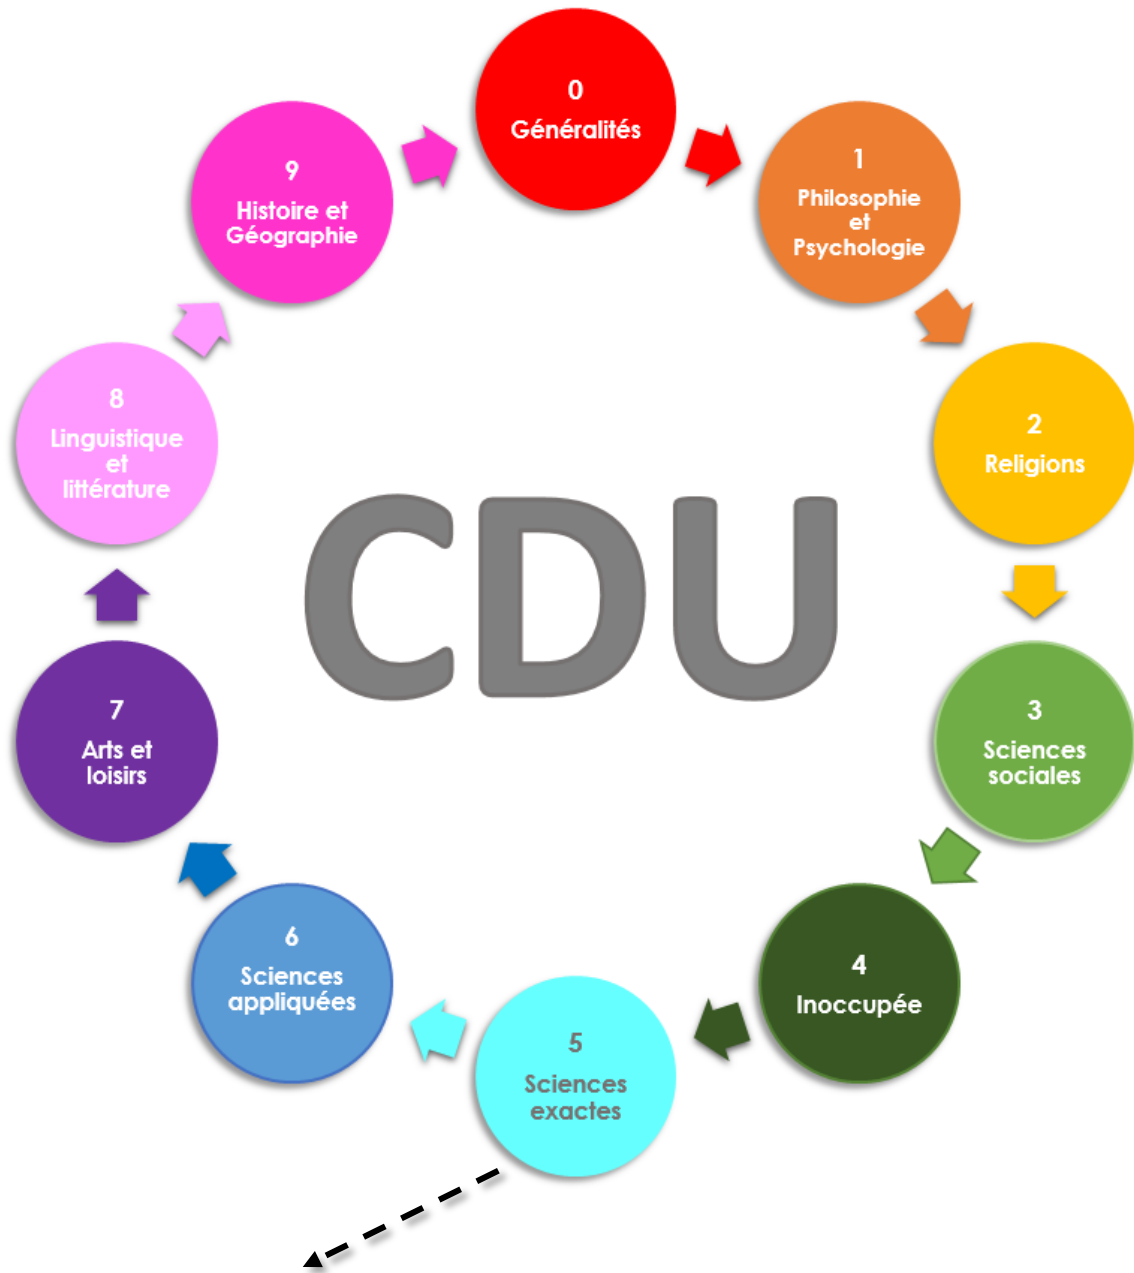 0
Généralités
1
Philosophie
et
Psychologie
2
Religions
3
Sciences
sociales
4
Inoccupée
5
Sciences
exactes
6
Sciences
appliquées
7
Arts et
loisirs
8
Linguistique
et
littérature
9
Histoire et
Géographie
CDU